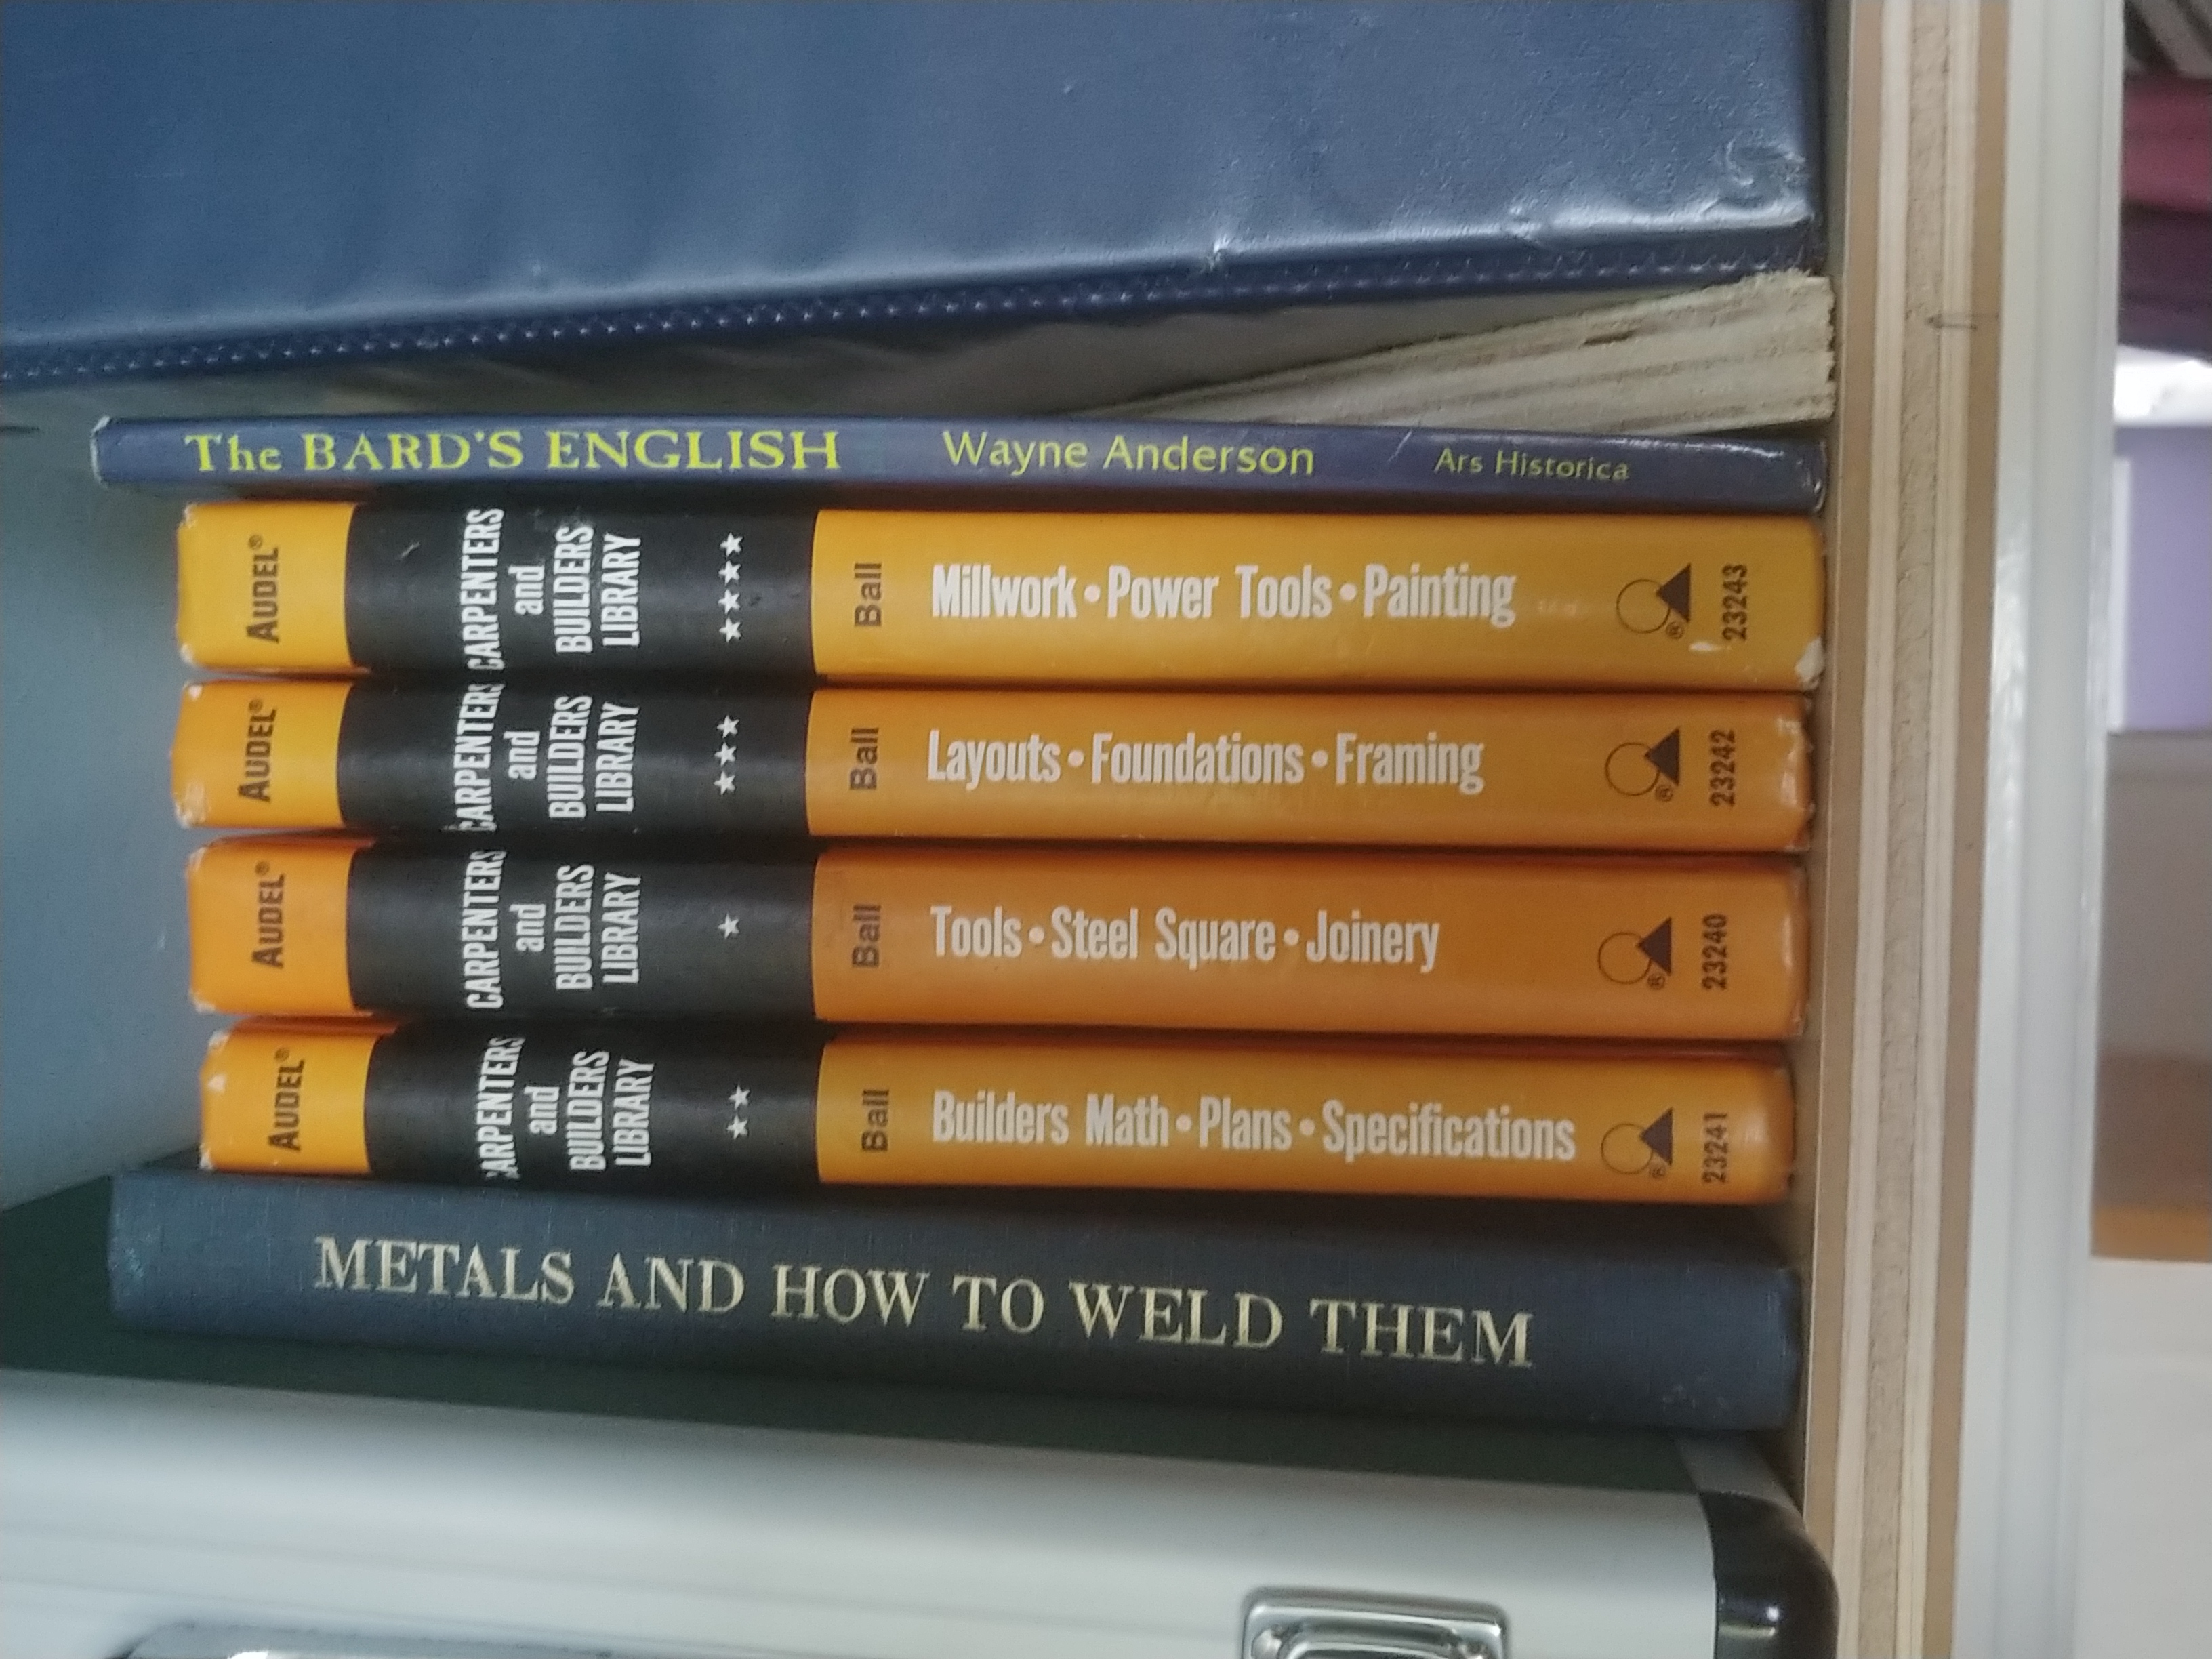 The BARD'S ENGLISH Wayne Anderson Ars Historica
AUDEL®
CARPENTERS
and
BUILDERS
LIBRARY
★★★★
Ball
Millwork • Power Tools • Painting
®
23243
AUDEL®
CARPENTERS
and
BUILDERS
LIBRARY
★★★
Ball
Layouts • Foundations • Framing
®
23242
AUDEL®
CARPENTERS
and
BUILDERS
LIBRARY
★
Ball
Tools • Steel Square • Joinery
®
23240
AUDEL®
CARPENTERS
and
BUILDERS
LIBRARY
★★
Ball
Builders Math • Plans • Specifications
®
23241
METALS AND HOW TO WELD THEM